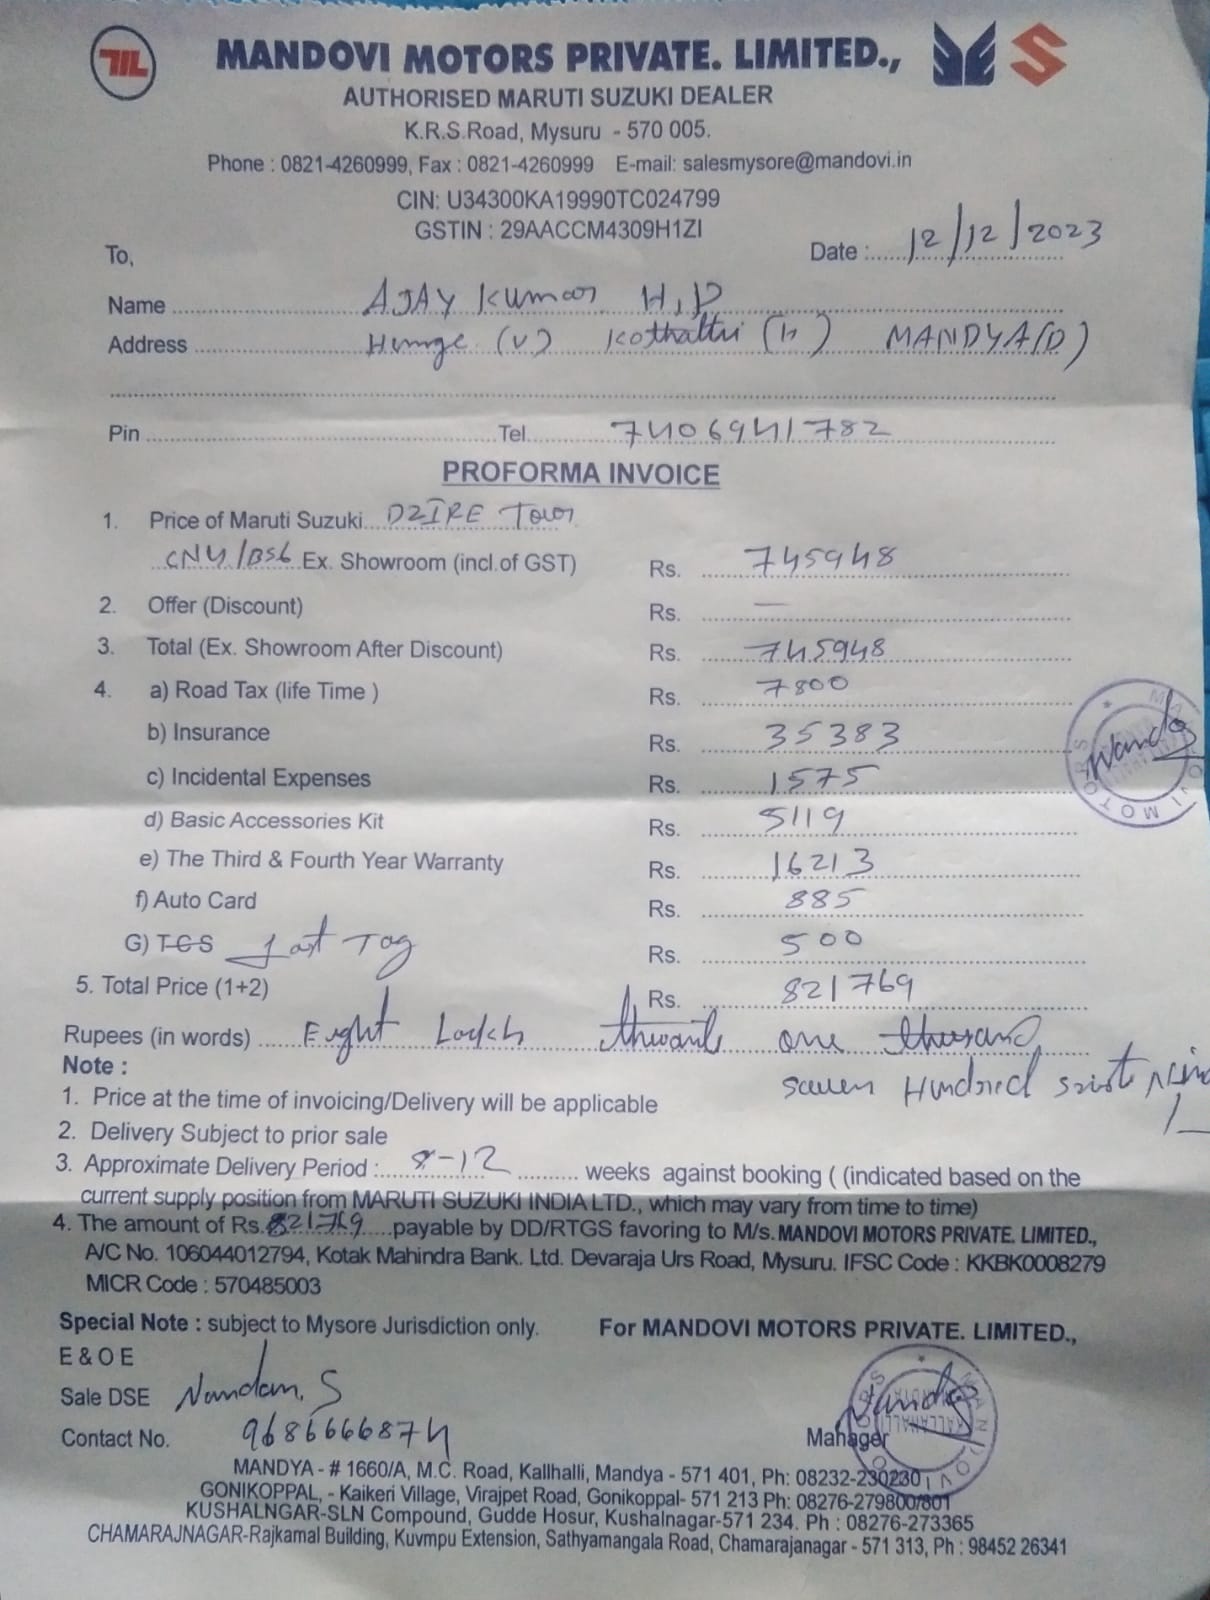 TIL MANDOVI MOTORS PRIVATE. LIMITED.,
AUTHORISED MARUTI SUZUKI DEALER
K.R.S.Road, Mysuru - 570 005.
Phone : 0821-4260999, Fax : 0821-4260999 E-mail: salesmysore@mandovi.in
CIN: U34300KA19990TC024799
GSTIN : 29AACCM4309H1ZI
To,
Date : 12/12/2023
Name AJAY Kumar H.P
Address (V) Kothatti (h) MANDYA(D)
Pin Tel. 7406941782
PROFORMA INVOICE
1. Price of Maruti Suzuki DZIRE Tour
CNG/BS6 Ex. Showroom (incl.of GST) Rs. 745948
2. Offer (Discount) Rs. —
3. Total (Ex. Showroom After Discount) Rs. 745948
4. a) Road Tax (life Time ) Rs. 7800
b) Insurance Rs. 35383
c) Incidental Expenses Rs. 1575
d) Basic Accessories Kit Rs. 5119
e) The Third & Fourth Year Warranty Rs. 16213
f) Auto Card Rs. 885
G) TCS fast Tag Rs. 500
5. Total Price (1+2) Rs. 821769
Rupees (in words) Eight Lackh one thusand
seven Hundred
Note :
1. Price at the time of invoicing/Delivery will be applicable
2. Delivery Subject to prior sale
3. Approximate Delivery Period : 8-12 weeks against booking ( (indicated based on the
current supply position from MARUTI SUZUKI INDIA LTD., which may vary from time to time)
4. The amount of Rs. 821769 payable by DD/RTGS favoring to M/s. MANDOVI MOTORS PRIVATE. LIMITED.,
A/C No. 106044012794, Kotak Mahindra Bank. Ltd. Devaraja Urs Road, Mysuru. IFSC Code : KKBK0008279
MICR Code : 570485003
Special Note : subject to Mysore Jurisdiction only. For MANDOVI MOTORS PRIVATE. LIMITED.,
E & O E
Sale DSE Nandan. S
Contact No. 9686666874
Manager
MANDYA - # 1660/A, M.C. Road, Kallhalli, Mandya - 571 401, Ph: 08232-230230
GONIKOPPAL, - Kaikeri Village, Virajpet Road, Gonikoppal- 571 213 Ph: 08276-279800/801
KUSHALNGAR-SLN Compound, Gudde Hosur, Kushalnagar-571 234. Ph : 08276-273365
CHAMARAJNAGAR-Rajkamal Building, Kuvmpu Extension, Sathyamangala Road, Chamarajanagar - 571 313, Ph : 98452 26341